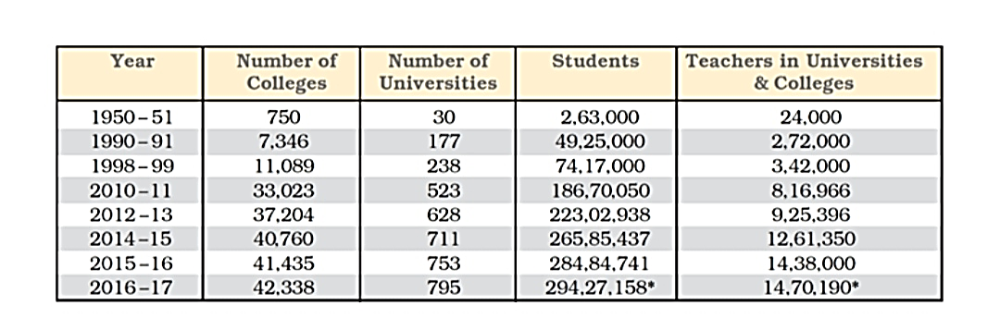 Year Number of Colleges Number of Universities Students Teachers in Universities & Colleges
1950–51 750 30 2,63,000 24,000
1990–91 7,346 177 49,25,000 2,72,000
1998–99 11,089 238 74,17,000 3,42,000
2010–11 33,023 523 186,70,050 8,16,966
2012–13 37,204 628 223,02,938 9,25,396
2014–15 40,760 711 265,85,437 12,61,350
2015–16 41,435 753 284,84,741 14,38,000
2016–17 42,338 795 294,27,158* 14,70,190*